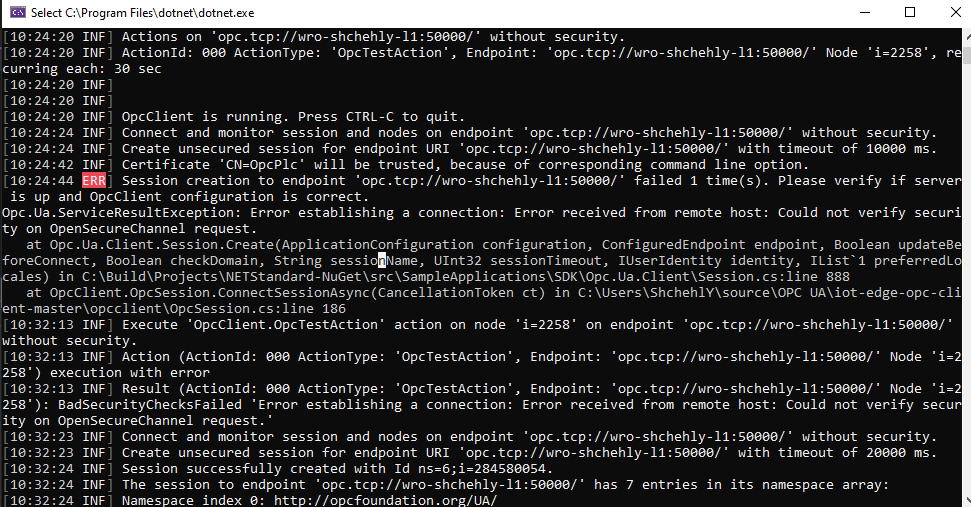 Select C:\Program Files\dotnet\dotnet.exe
[10:24:20 INF] Actions on 'opc.tcp://wro-shchehly-l1:50000/' without security.
[10:24:20 INF] ActionId: 000 ActionType: 'OpcTestAction', Endpoint: 'opc.tcp://wro-shchehly-l1:50000/' Node 'i=2258', re
curring each: 30 sec
[10:24:20 INF]
[10:24:20 INF]
[10:24:20 INF] OpcClient is running. Press CTRL-C to quit.
[10:24:24 INF] Connect and monitor session and nodes on endpoint 'opc.tcp://wro-shchehly-l1:50000/' without security.
[10:24:24 INF] Create unsecured session for endpoint URI 'opc.tcp://wro-shchehly-l1:50000/' with timeout of 10000 ms.
[10:24:42 INF] Certificate 'CN=OpcPlc' will be trusted, because of corresponding command line option.
[10:24:44 ERR] Session creation to endpoint 'opc.tcp://wro-shchehly-l1:50000/' failed 1 time(s). Please verify if server
 is up and OpcClient configuration is correct.
Opc.Ua.ServiceResultException: Error establishing a connection: Error received from remote host: Could not verify securi
ty on OpenSecureChannel request.
   at Opc.Ua.Client.Session.Create(ApplicationConfiguration configuration, ConfiguredEndpoint endpoint, Boolean updateBe
foreConnect, Boolean checkDomain, String sessionName, UInt32 sessionTimeout, IUserIdentity identity, IList`1 preferredLo
cales) in C:\Build\Projects\NETStandard-NuGet\src\SampleApplications\SDK\Opc.Ua.Client\Session.cs:line 888
   at OpcClient.OpcSession.ConnectSessionAsync(CancellationToken ct) in C:\Users\ShchehlY\source\OPC UA\iot-edge-opc-cli
ent-master\opcclient\OpcSession.cs:line 186
[10:32:13 INF] Execute 'OpcClient.OpcTestAction' action on node 'i=2258' on endpoint 'opc.tcp://wro-shchehly-l1:50000/'
without security.
[10:32:13 INF] Action (ActionId: 000 ActionType: 'OpcTestAction', Endpoint: 'opc.tcp://wro-shchehly-l1:50000/' Node 'i=2
258') execution with error
[10:32:13 INF] Result (ActionId: 000 ActionType: 'OpcTestAction', Endpoint: 'opc.tcp://wro-shchehly-l1:50000/' Node 'i=2
258'): BadSecurityChecksFailed 'Error establishing a connection: Error received from remote host: Could not verify secur
ity on OpenSecureChannel request.'
[10:32:23 INF] Connect and monitor session and nodes on endpoint 'opc.tcp://wro-shchehly-l1:50000/' without security.
[10:32:23 INF] Create unsecured session for endpoint URI 'opc.tcp://wro-shchehly-l1:50000/' with timeout of 20000 ms.
[10:32:24 INF] Session successfully created with Id ns=6;i=284580054.
[10:32:24 INF] The session to endpoint 'opc.tcp://wro-shchehly-l1:50000/' has 7 entries in its namespace array:
[10:32:24 INF] Namespace index 0: http://opcfoundation.org/UA/